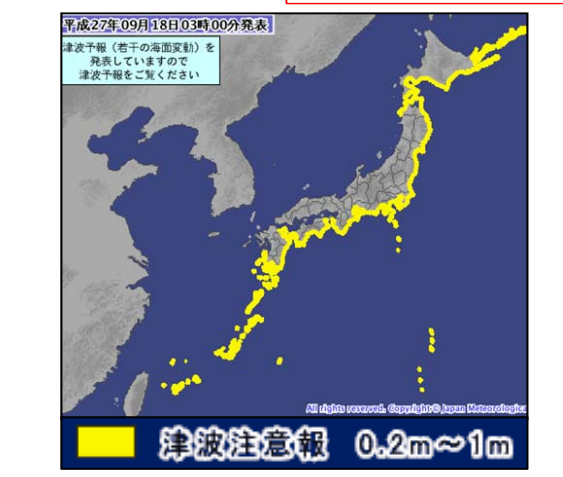 平成27年09月18日03時00分発表
津波予報（若干の海面変動）を
発表していますので
津波予報をご覧ください
All rights reserved. Copyright © Japan Meteorologica
津波注意報 0.2m～1m